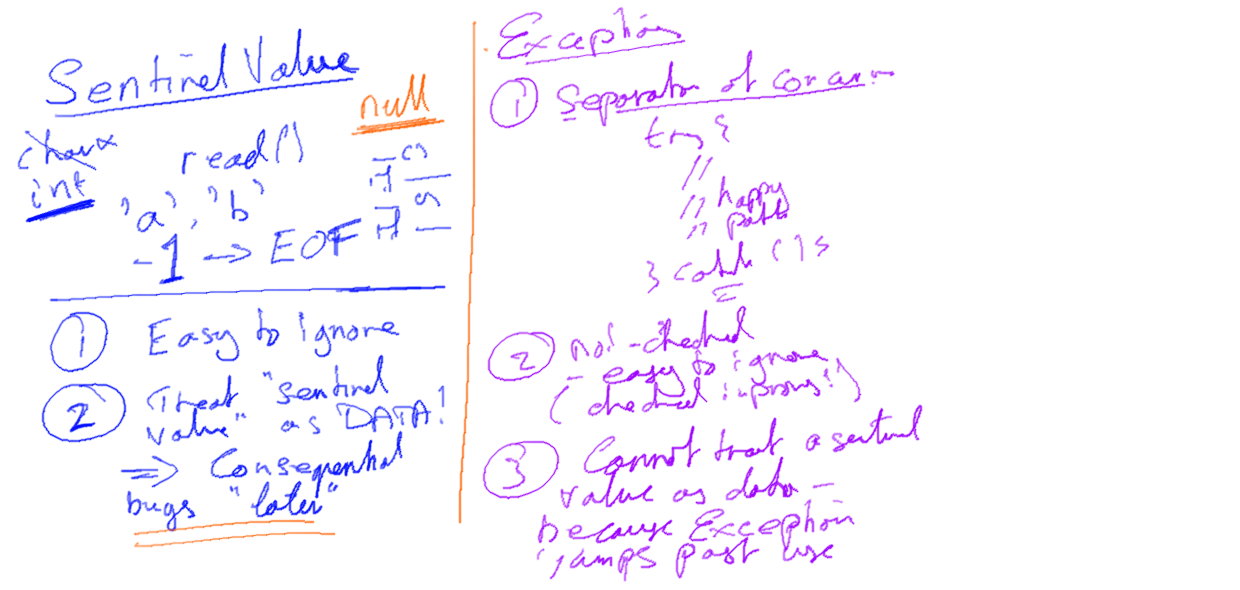 Sentinel Value
null
char
read()
int
'a', 'b'
-1 → EOF
① Easy to ignore
② Treat "sentinel
value" as DATA!
⇒ Consequential
bugs "later"
Exception
① Separation of concerns
try {
//
// happy
// path
} catch () {
② not-checked
- easy to ignore
(checked improves!)
③ Cannot treat a sentinel
value as data -
because Exception
jumps past use